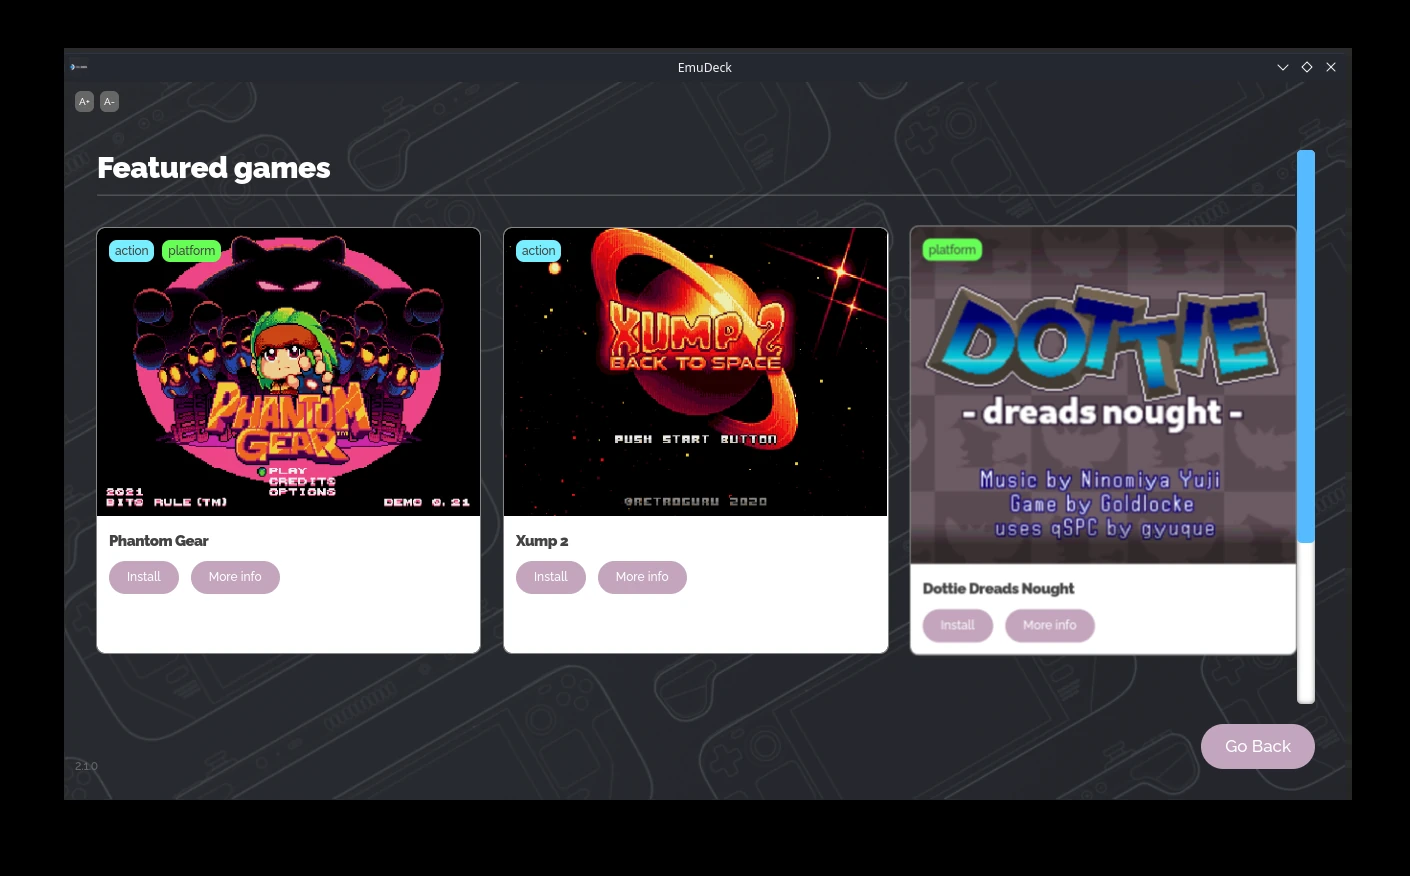 EmuDeck
A+ A-
Featured games
action platform
PHANTOM
GEAR
PLAY
CREDITS
OPTIONS
2021
BITS RULE (TM)
DEMO 0.21
Phantom Gear
Install More info
action
XUMP 2
BACK TO SPACE
PUSH START BUTTON
©RETROGURU 2020
Xump 2
Install More info
platform
DOTTIE
- dreads nought -
Music by Ninomiya Yuji
Game by Goldlocke
uses qSPC by gyuque
Dottie Dreads Nought
Install More info
Go Back
2.1.0